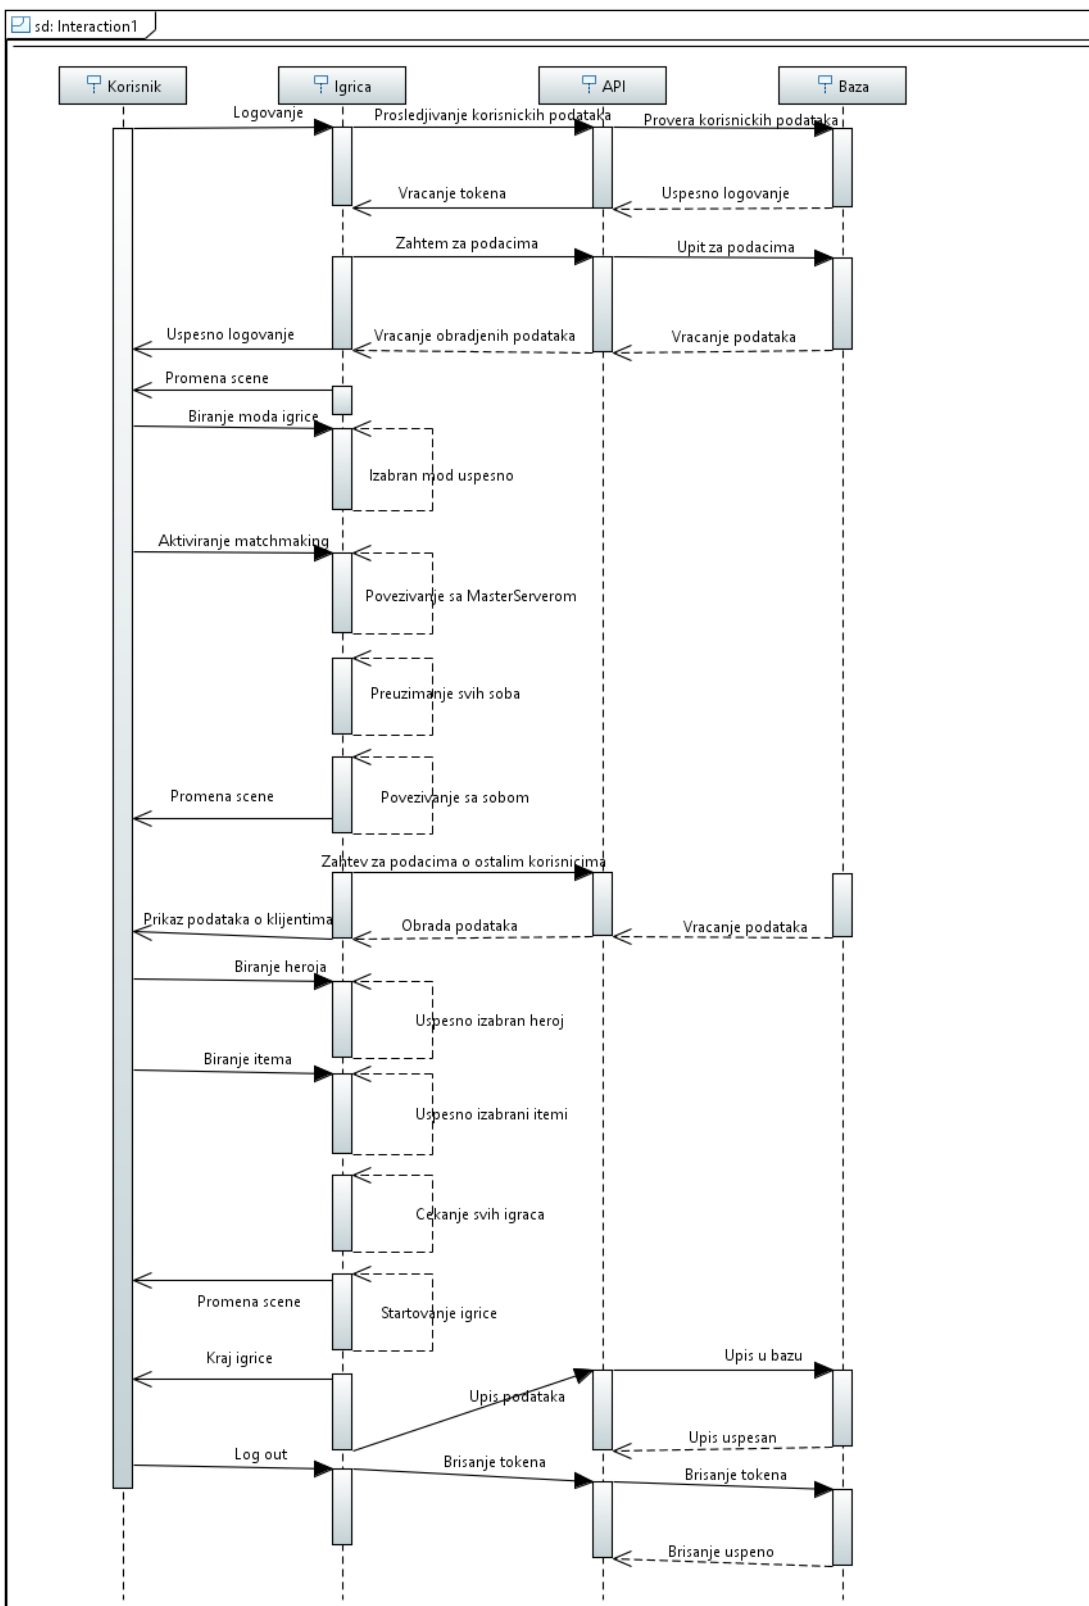 sd: Interaction1
Korisnik
Igrica
API
Baza
Logovanje
Prosledjivanje korisnickih podataka
Provera korisnickih podataka
Vracanje tokena
Uspesno logovanje
Zahtem za podacima
Upit za podacima
Uspesno logovanje
Vracanje obradjenih podataka
Vracanje podataka
Promena scene
Biranje moda igrice
Izabran mod uspesno
Aktiviranje matchmaking
Povezivanje sa MasterServerom
Preuzimanje svih soba
Promena scene
Povezivanje sa sobom
Zahtev za podacima o ostalim korisnicima
Prikaz podataka o klijentima
Obrada podataka
Vracanje podataka
Biranje heroja
Uspesno izabran heroj
Biranje itema
Uspesno izabrani itemi
Cekanje svih igraca
Promena scene
Startovanje igrice
Kraj igrice
Upis u bazu
Upis podataka
Upis uspesan
Log out
Brisanje tokena
Brisanje tokena
Brisanje uspeno